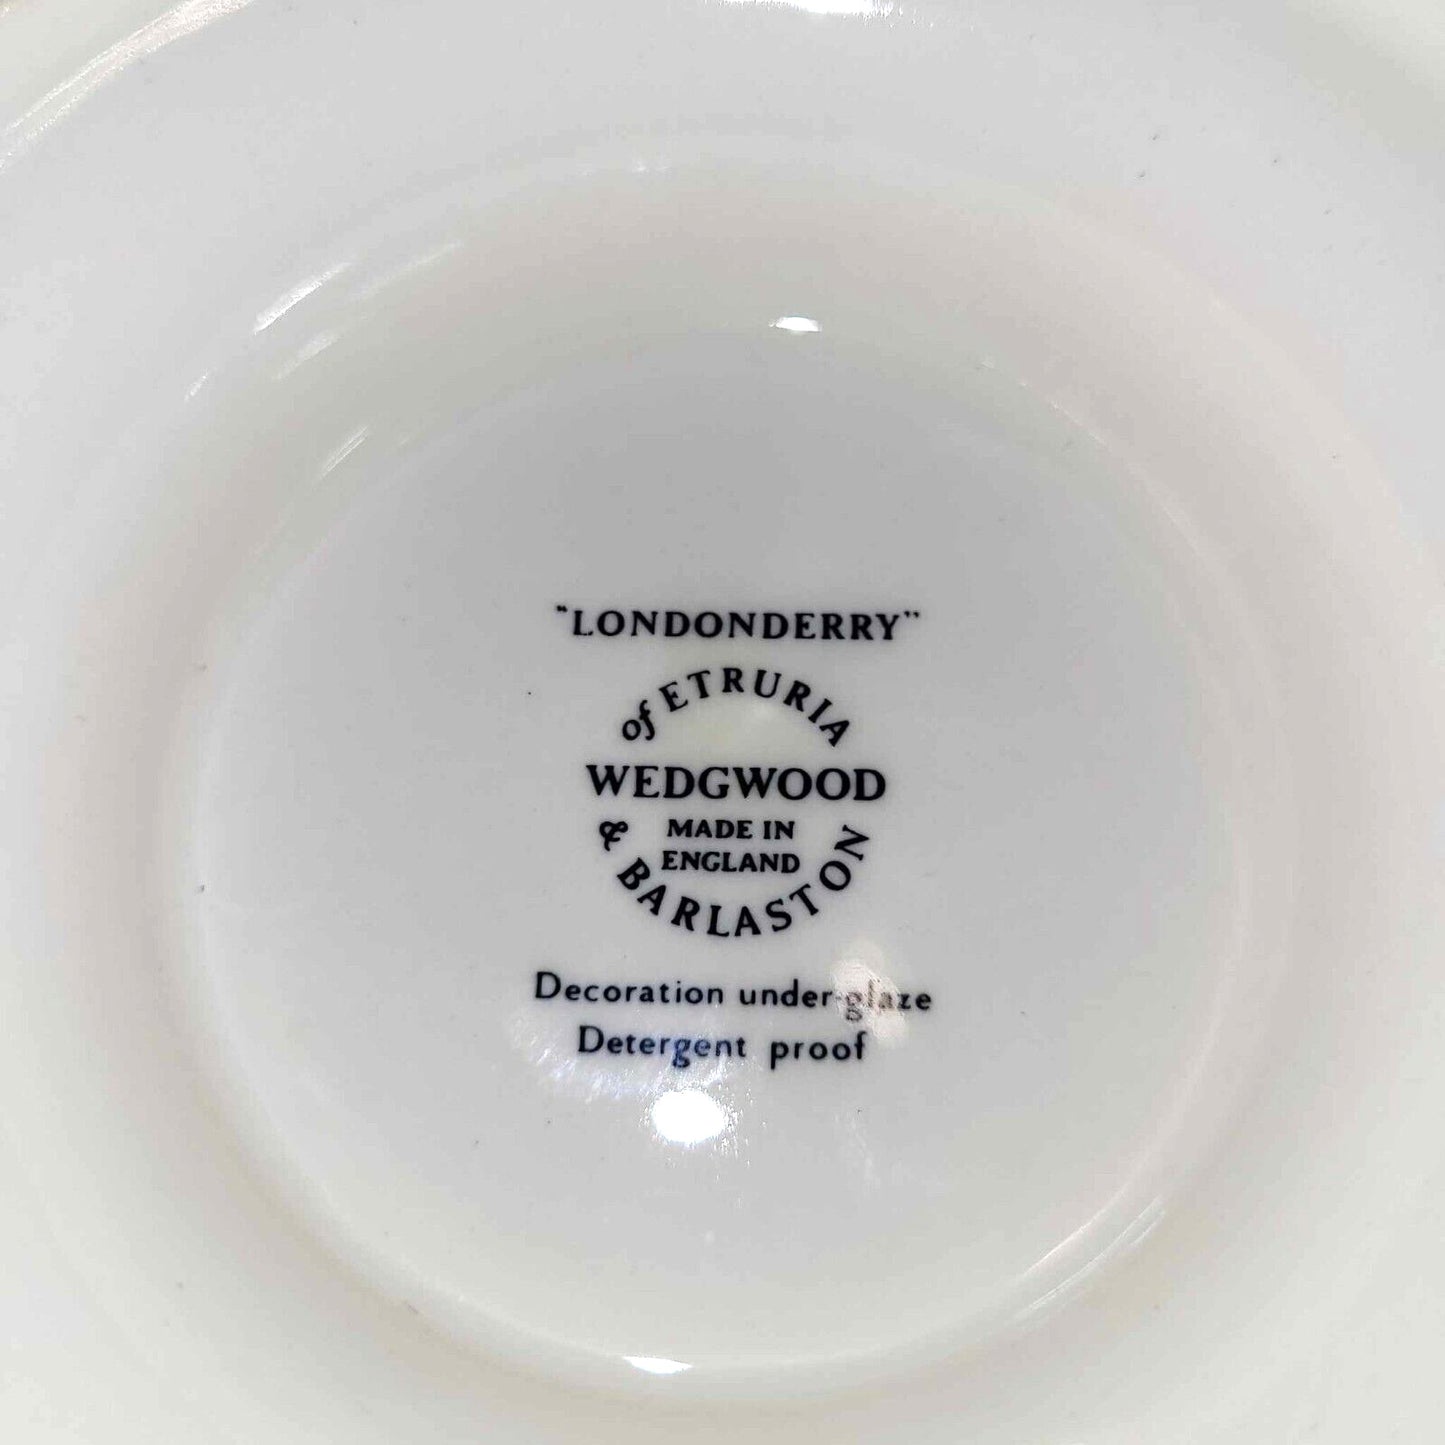 "LONDONDERRY"
of ETRURIA
WEDGWOOD
MADE IN
ENGLAND
& BARLASTON
Decoration under-glaze
Detergent proof